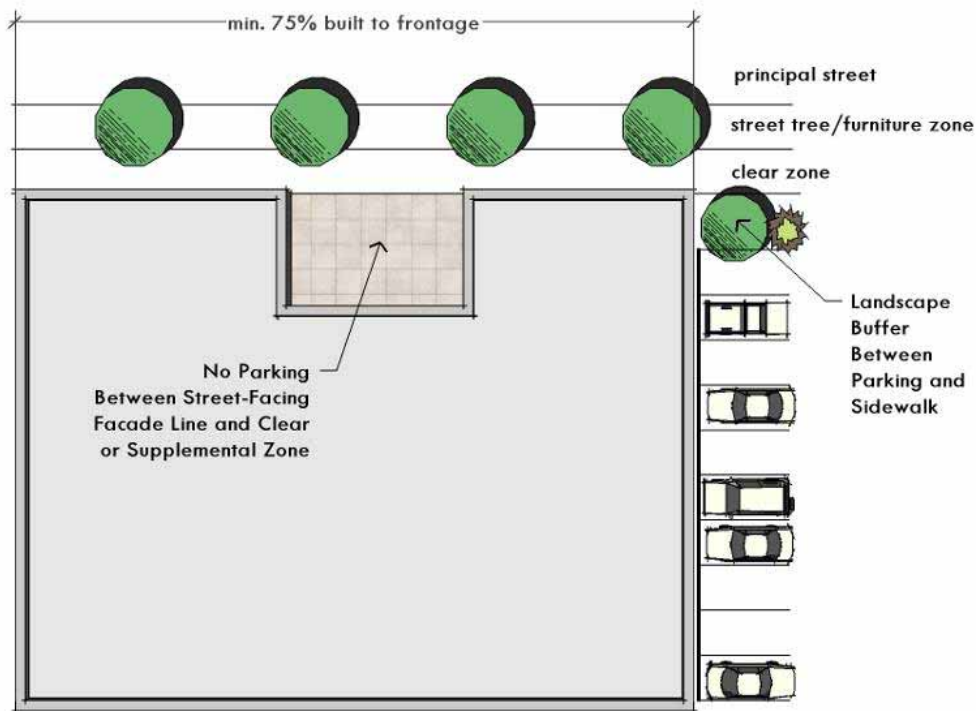 min. 75% built to frontage
principal street
street tree/furniture zone
clear zone
Landscape
Buffer
Between
Parking and
Sidewalk
No Parking
Between Street-Facing
Facade Line and Clear
or Supplemental Zone